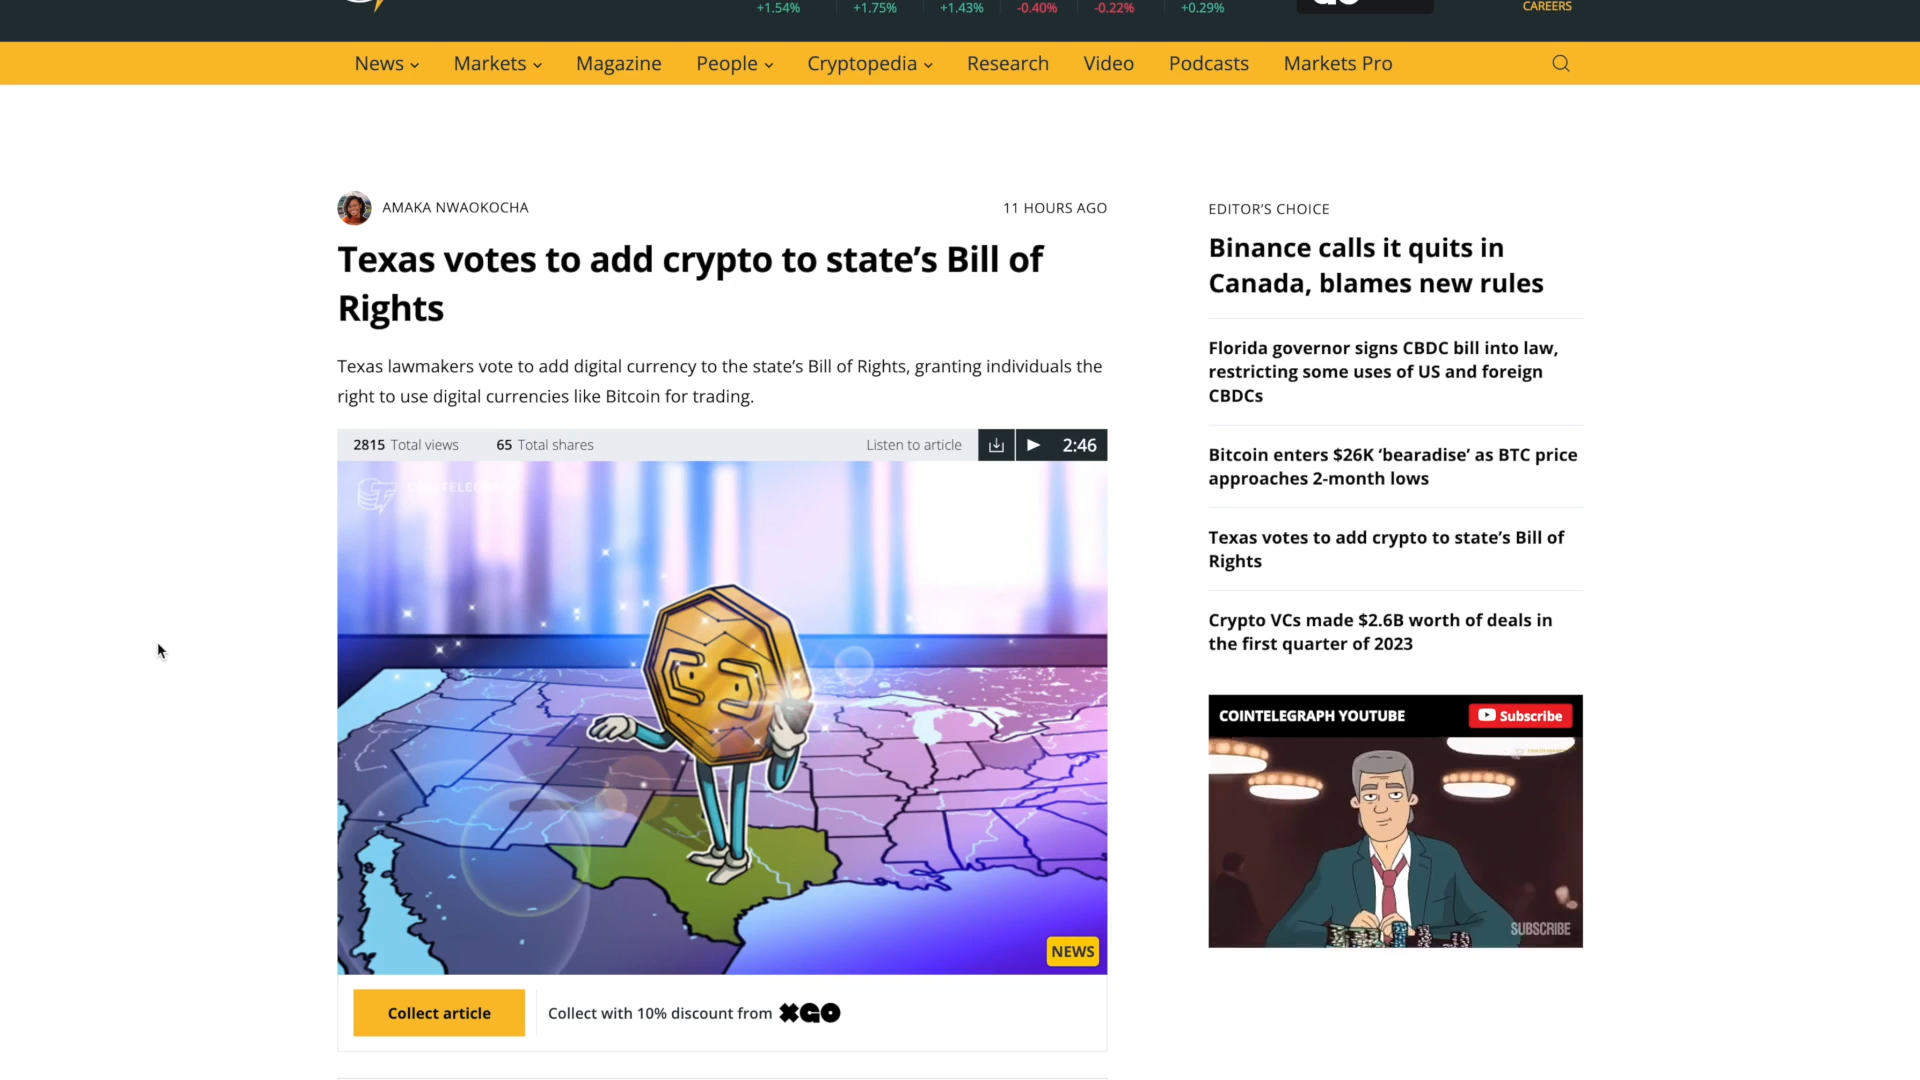 +1.54% +1.75% +1.43% -0.40% -0.22% +0.29%
CAREERS
News Markets Magazine People Cryptopedia Research Video Podcasts Markets Pro
AMAKA NWAOKOCHA
11 HOURS AGO
Texas votes to add crypto to state’s Bill of
Rights
Texas lawmakers vote to add digital currency to the state’s Bill of Rights, granting individuals the
right to use digital currencies like Bitcoin for trading.
2815 Total views 65 Total shares Listen to article 2:46
NEWS
Collect article
Collect with 10% discount from XGO
EDITOR’S CHOICE
Binance calls it quits in
Canada, blames new rules
Florida governor signs CBDC bill into law,
restricting some uses of US and foreign
CBDCs
Bitcoin enters $26K ‘bearadise’ as BTC price
approaches 2-month lows
Texas votes to add crypto to state’s Bill of
Rights
Crypto VCs made $2.6B worth of deals in
the first quarter of 2023
COINTELEGRAPH YOUTUBE Subscribe
SUBSCRIBE